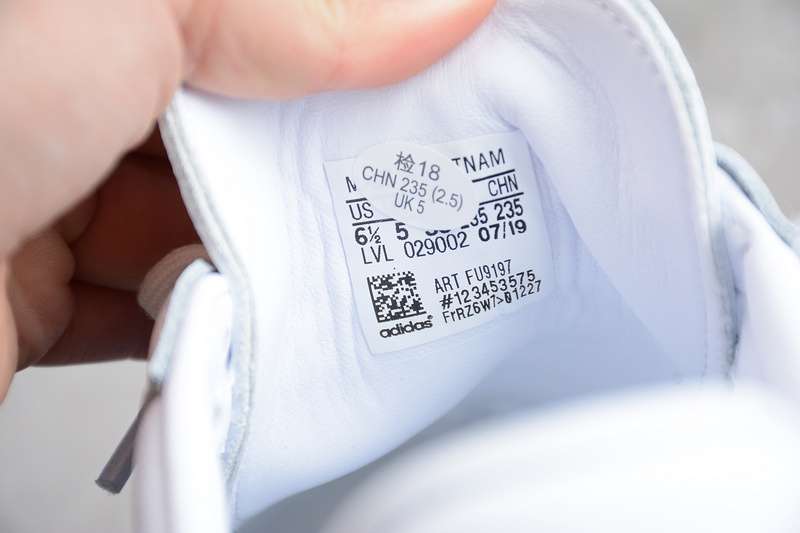 检18
CHN 235 (2.5)
UK 5
TNAM
US CHN
6½ 5 235
LVL 029002 07/19
ART FU9197
#123453575
FrRZ6W7>01227
adidas